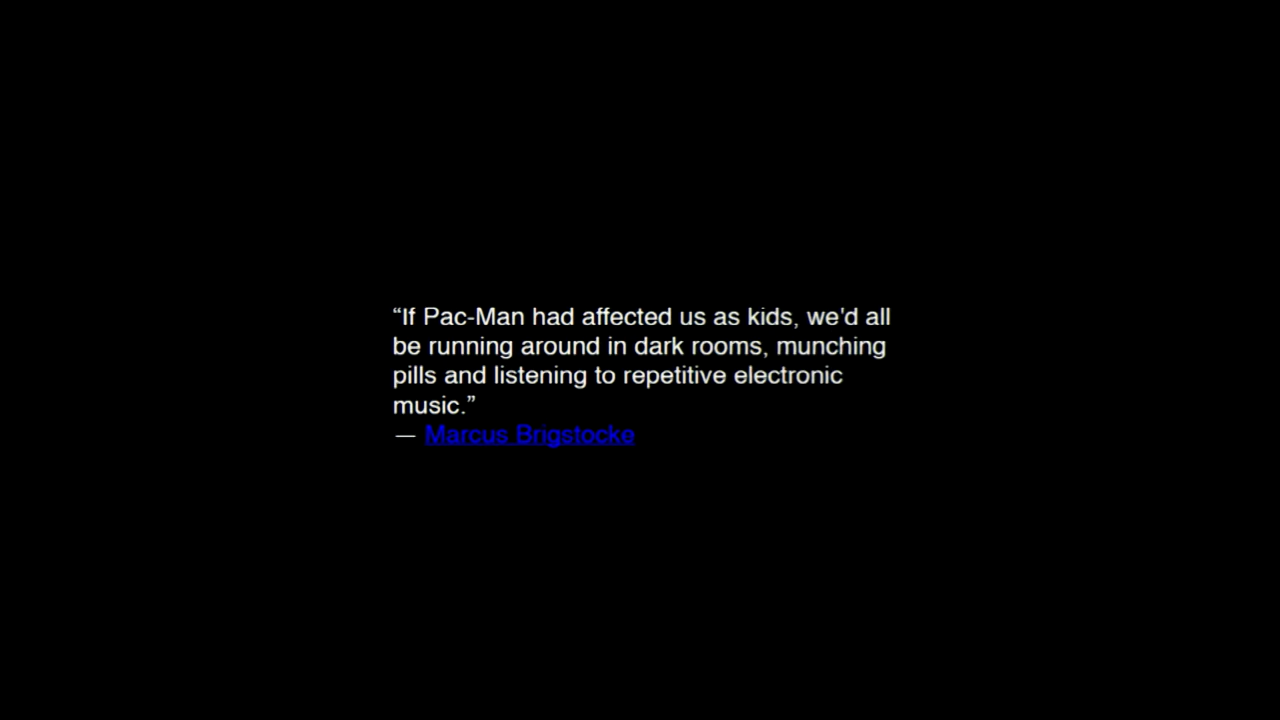 “If Pac-Man had affected us as kids, we'd all
be running around in dark rooms, munching
pills and listening to repetitive electronic
music.”
— Marcus Brigstocke